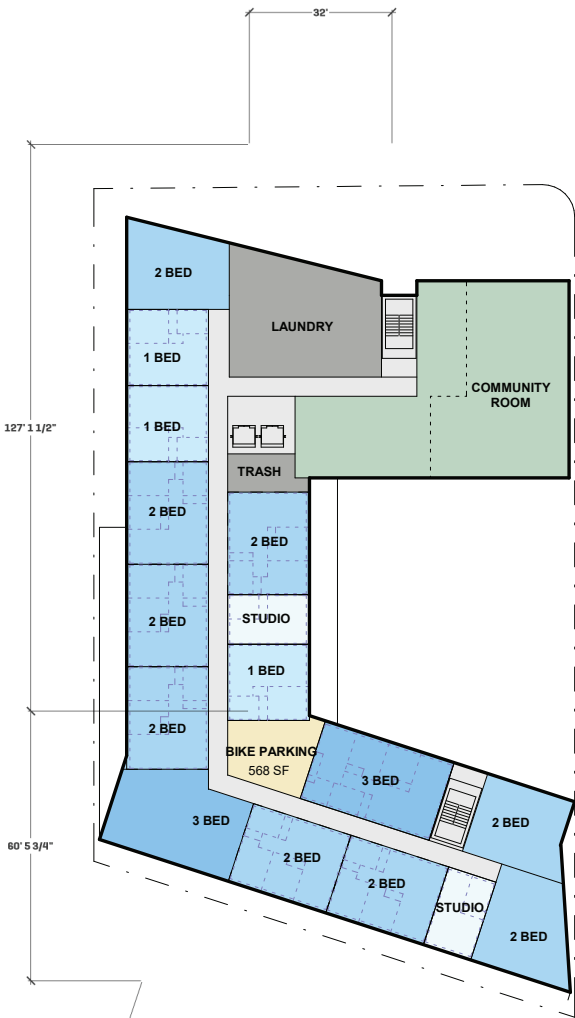 32'
2 BED
LAUNDRY
1 BED
COMMUNITY
ROOM
1 BED
127' 1 1/2"
TRASH
2 BED
2 BED
STUDIO
2 BED
1 BED
2 BED
BIKE PARKING
568 SF
3 BED
3 BED
2 BED
60' 5 3/4"
2 BED
2 BED
STUDIO
2 BED